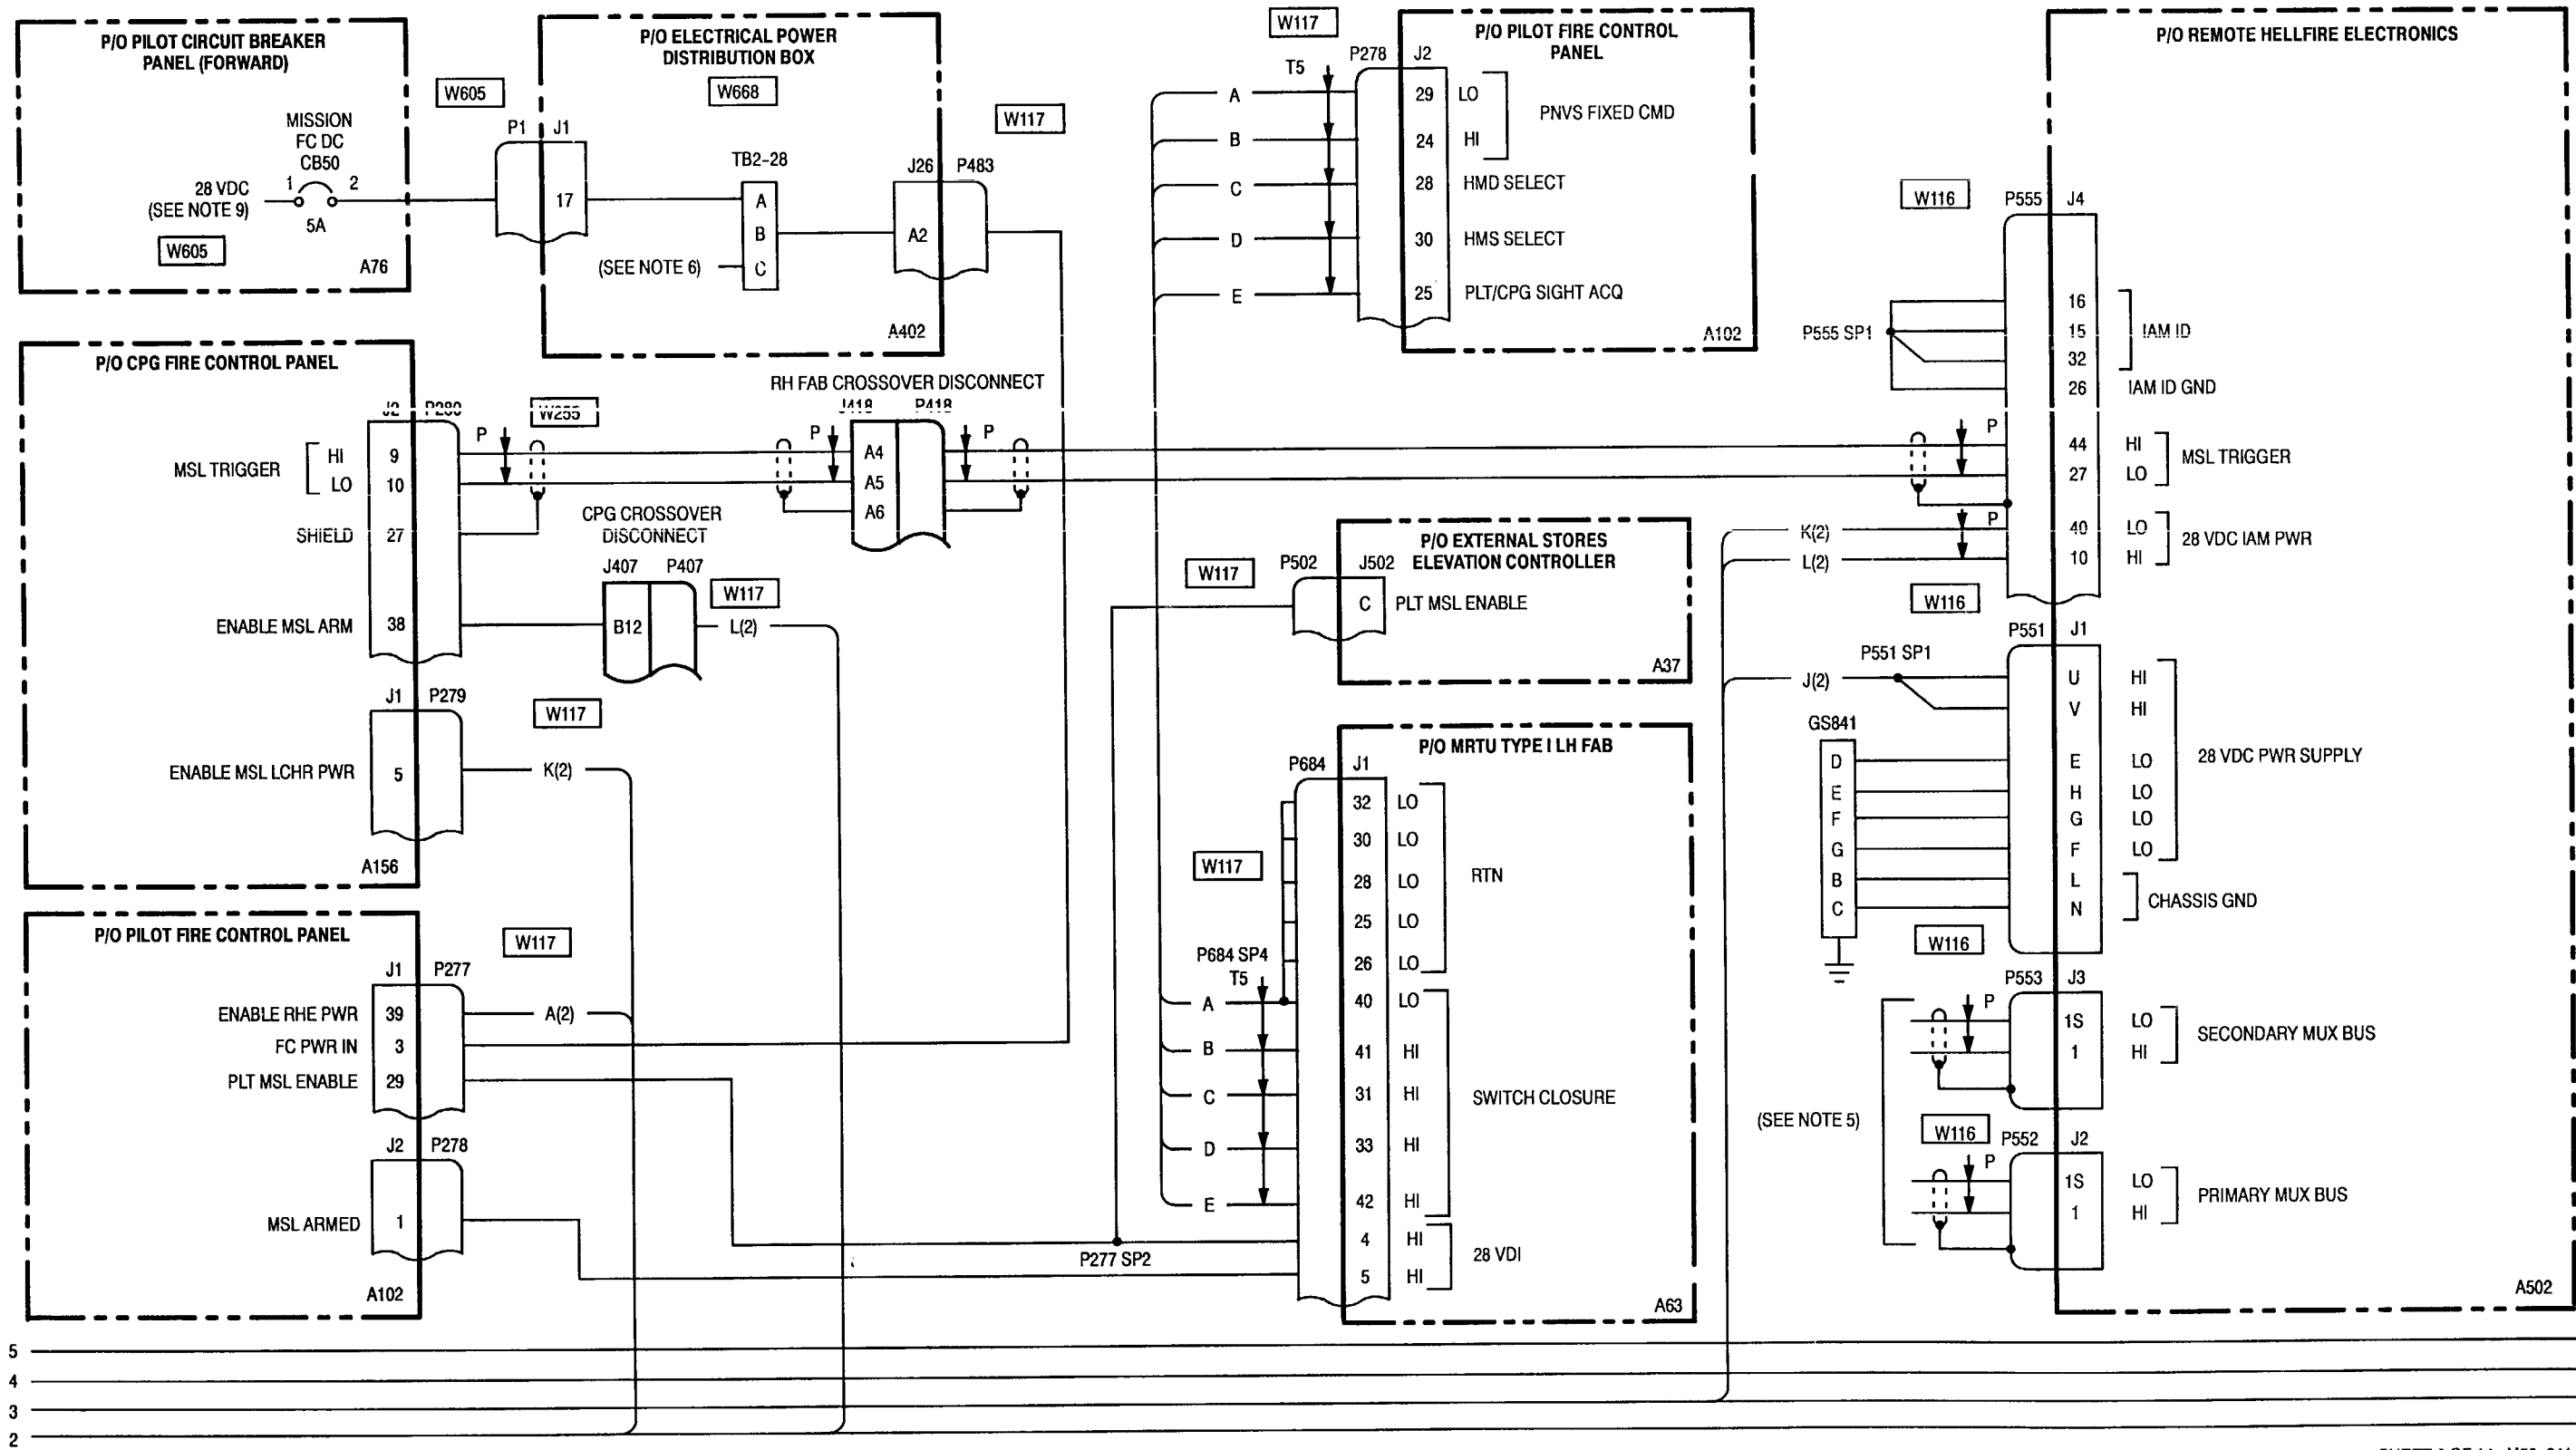 P/O PILOT CIRCUIT BREAKER
PANEL (FORWARD)
MISSION
FC DC
CB50
28 VDC
(SEE NOTE 9)
1
2
5A
W605
A76
W605
P/O ELECTRICAL POWER
DISTRIBUTION BOX
W668
P1
J1
17
TB2-28
A
B
C
(SEE NOTE 6)
J26
P483
A2
A402
W117
W117
P278
J2
T5
P/O PILOT FIRE CONTROL
PANEL
A
29
LO
PNVS FIXED CMD
B
24
HI
C
28
HMD SELECT
D
30
HMS SELECT
E
25
PLT/CPG SIGHT ACQ
A102
P/O REMOTE HELLFIRE ELECTRONICS
W116
P555
J4
P555 SP1
16
15
IAM ID
32
26
IAM ID GND
P
44
HI
MSL TRIGGER
27
LO
K(2)
P
40
LO
28 VDC IAM PWR
L(2)
10
HI
W116
P551
J1
P551 SP1
J(2)
U
HI
V
HI
GS841
D
E
LO
28 VDC PWR SUPPLY
E
H
LO
F
G
LO
G
F
LO
B
L
CHASSIS GND
C
N
W116
P553
J3
P
1S
LO
SECONDARY MUX BUS
1
HI
(SEE NOTE 5)
W116
P552
J2
P
1S
LO
PRIMARY MUX BUS
1
HI
A502
P/O CPG FIRE CONTROL PANEL
J2
P280
W255
MSL TRIGGER
HI
9
P
LO
10
SHIELD
27
ENABLE MSL ARM
38
RH FAB CROSSOVER DISCONNECT
J418
P418
P
A4
P
A5
A6
CPG CROSSOVER
DISCONNECT
J407
P407
W117
B12
L(2)
J1
P279
W117
ENABLE MSL LCHR PWR
5
K(2)
A156
P/O PILOT FIRE CONTROL PANEL
W117
J1
P277
ENABLE RHE PWR
39
A(2)
FC PWR IN
3
PLT MSL ENABLE
29
J2
P278
MSL ARMED
1
A102
P/O EXTERNAL STORES
ELEVATION CONTROLLER
W117
P502
J502
C
PLT MSL ENABLE
A37
P/O MRTU TYPE I LH FAB
P684
J1
W117
32
LO
30
LO
28
LO
RTN
25
LO
26
LO
P684 SP4
T5
A
40
LO
B
41
HI
C
31
HI
SWITCH CLOSURE
D
33
HI
E
42
HI
4
HI
28 VDI
P277 SP2
5
HI
A63
5
4
3
2